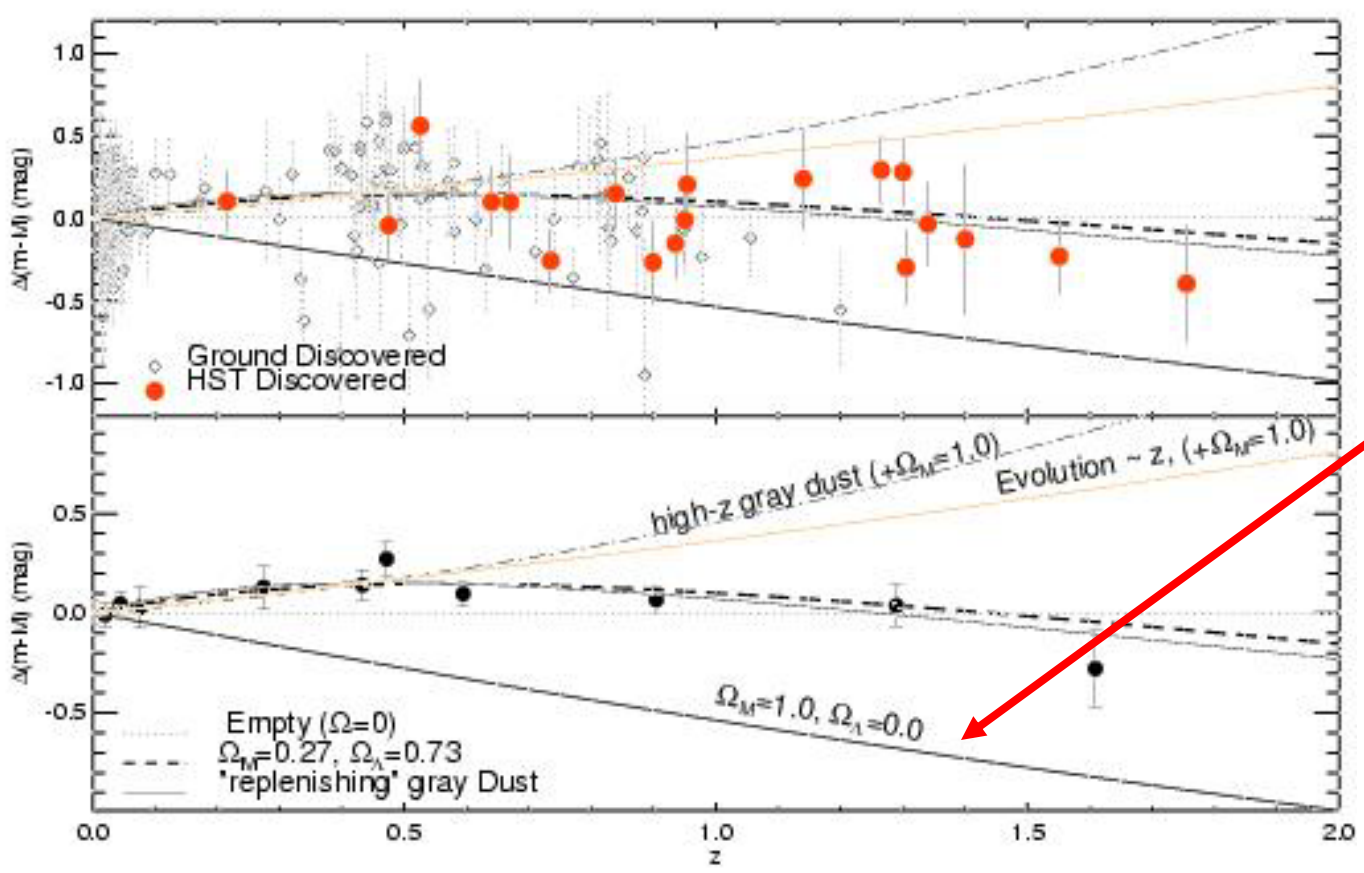 1.0
0.5
0.0
-0.5
-1.0
Δ(m-M) (mag)
Ground Discovered
HST Discovered
0.5
0.0
-0.5
Δ(m-M) (mag)
high-z gray dust (+Ω_M=1.0)
Evolution ~ z, (+Ω_M=1.0)
Ω_M=1.0, Ω_Λ=0.0
Empty (Ω=0)
Ω_M=0.27, Ω_Λ=0.73
"replenishing" gray Dust
0.0 0.5 1.0 1.5 2.0
z